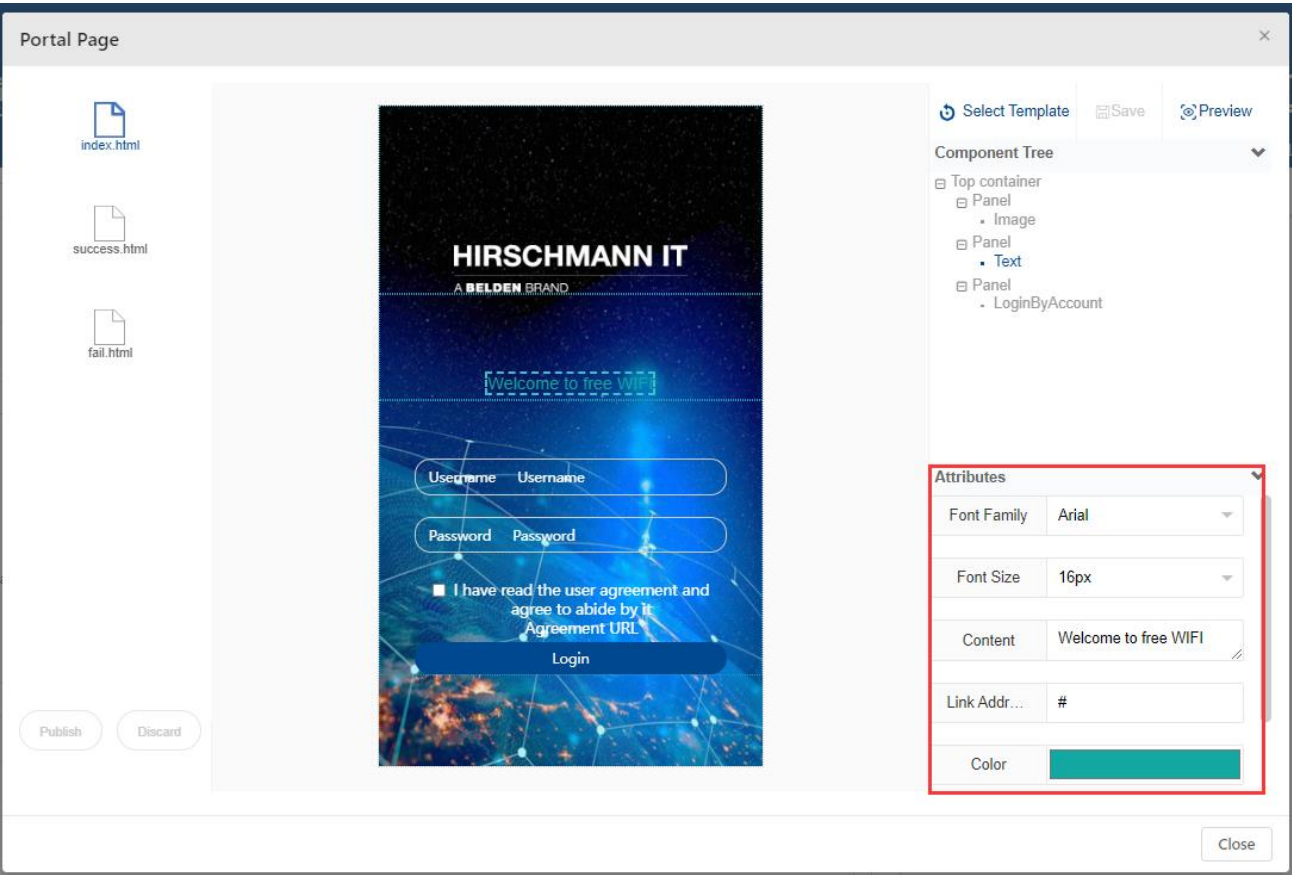 Portal Page
index.html
success.html
fail.html
Publish
Discard
HIRSCHMANN IT
A BELDEN BRAND
Welcome to free WIFI
Username Username
Password Password
I have read the user agreement and
agree to abide by it
Agreement URL
Login
Select Template Save Preview
Component Tree
Top container
Panel
Image
Panel
Text
Panel
LoginByAccount
Attributes
Font Family Arial
Font Size 16px
Content Welcome to free WIFI
Link Addr... #
Color
Close